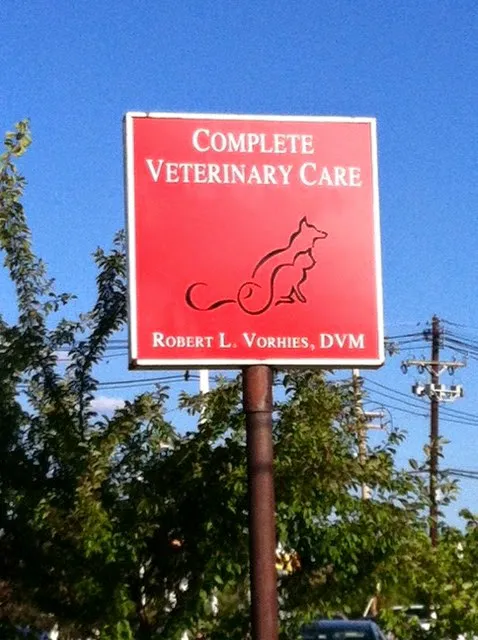 COMPLETE
VETERINARY CARE
ROBERT L. VORHIES, DVM